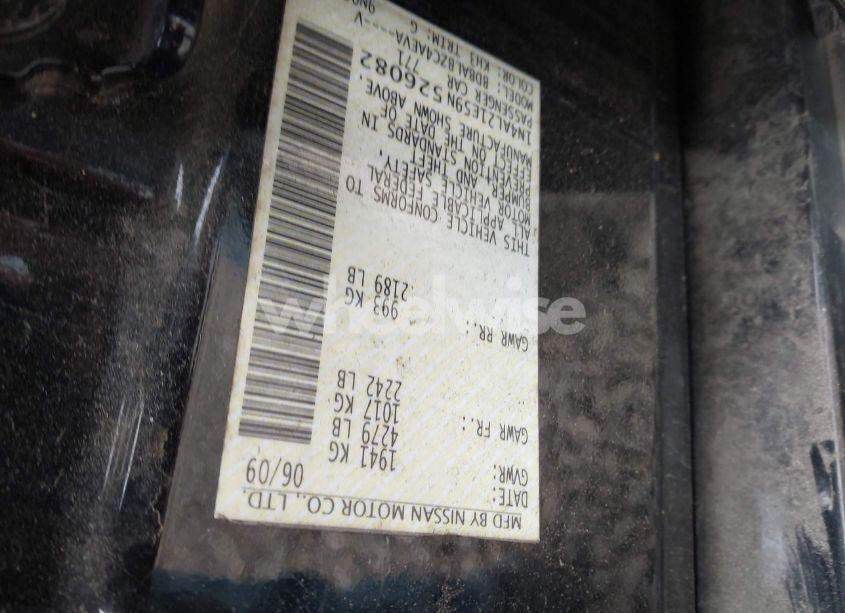 MFD BY NISSAN MOTOR CO., LTD.
DATE: 06/09
GVWR: 1941 KG
4279 LB
GAWR FR.: 1017 KG
2242 LB
GAWR RR.: 993 KG
2189 LB
THIS VEHICLE CONFORMS TO
ALL APPLICABLE FEDERAL
MOTOR VEHICLE SAFETY,
BUMPER, AND THEFT
PREVENTION STANDARDS IN
EFFECT ON THE DATE OF
MANUFACTURE SHOWN ABOVE.
1N4AL21E59N526082
PASSENGER CAR 771
MODEL: BDBALBZC4AEVA-----V
COLOR: KH3 TRIM: G
wheelwise